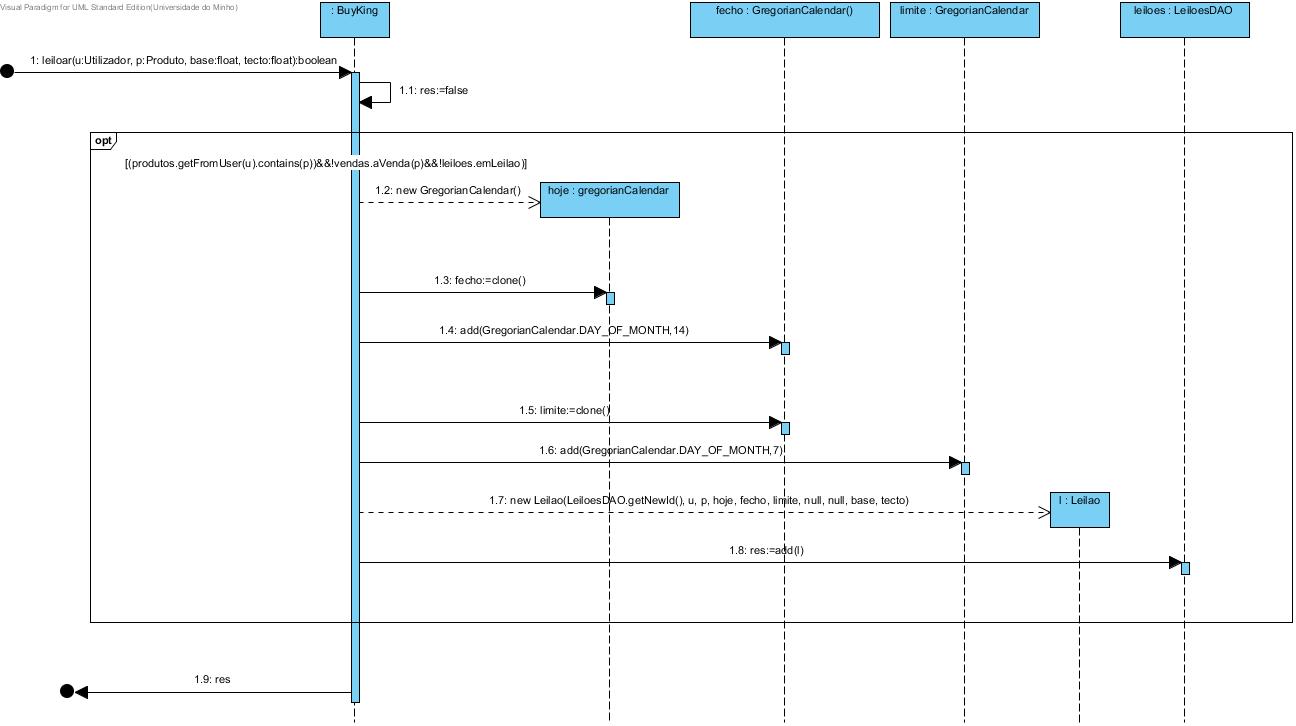 Visual Paradigm for UML Standard Edition(Universidade do Minho)
: BuyKing
fecho : GregorianCalendar()
limite : GregorianCalendar
leiloes : LeiloesDAO
1: leiloar(u:Utilizador, p:Produto, base:float, tecto:float):boolean
1.1: res:=false
opt
[(produtos.getFromUser(u).contains(p))&&!vendas.aVenda(p)&&!leiloes.emLeilao)]
1.2: new GregorianCalendar()
hoje : gregorianCalendar
1.3: fecho:=clone()
1.4: add(GregorianCalendar.DAY_OF_MONTH,14)
1.5: limite:=clone()
1.6: add(GregorianCalendar.DAY_OF_MONTH,7)
1.7: new Leilao(LeiloesDAO.getNewId(), u, p, hoje, fecho, limite, null, null, base, tecto)
l : Leilao
1.8: res:=add(l)
1.9: res